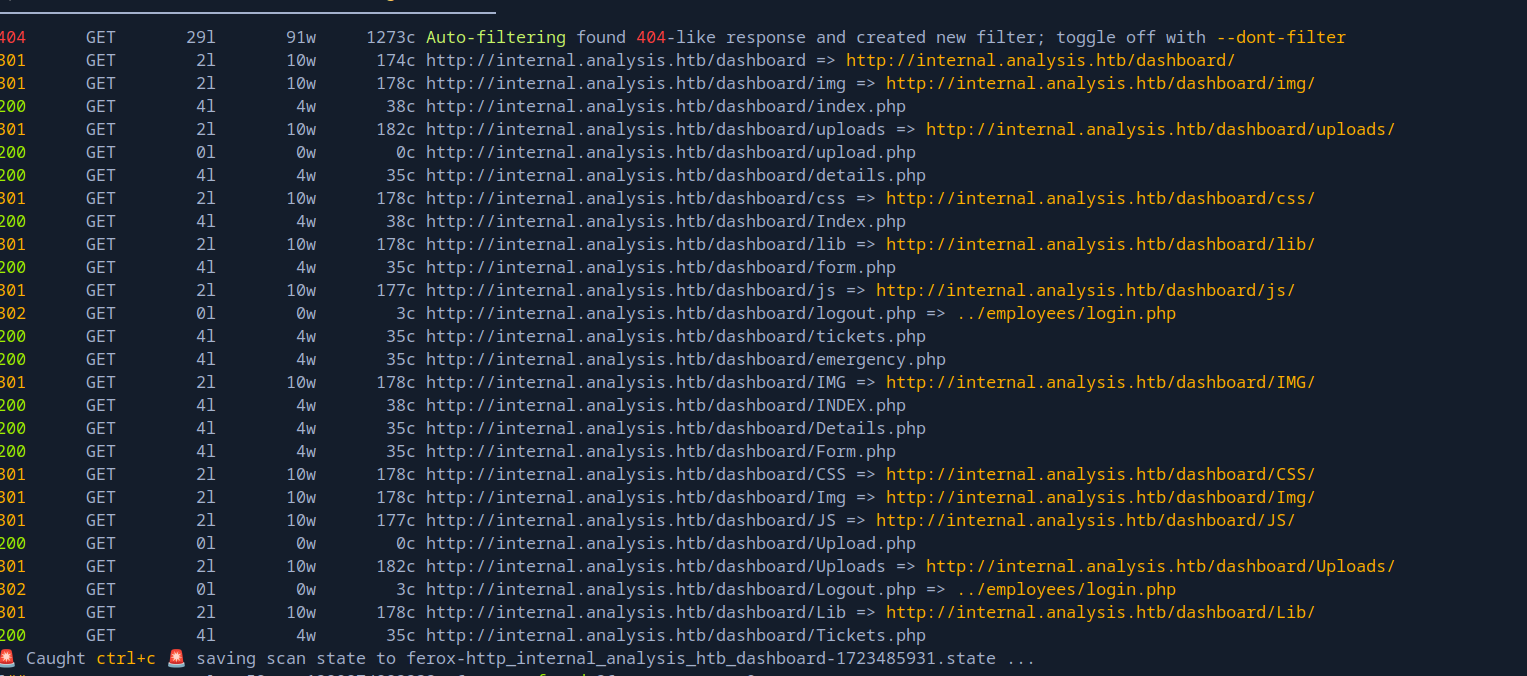 404      GET       29l       91w     1273c Auto-filtering found 404-like response and created new filter; toggle off with --dont-filter
301      GET        2l       10w      174c http://internal.analysis.htb/dashboard => http://internal.analysis.htb/dashboard/
301      GET        2l       10w      178c http://internal.analysis.htb/dashboard/img => http://internal.analysis.htb/dashboard/img/
200      GET        4l        4w       38c http://internal.analysis.htb/dashboard/index.php
301      GET        2l       10w      182c http://internal.analysis.htb/dashboard/uploads => http://internal.analysis.htb/dashboard/uploads/
200      GET        0l        0w        0c http://internal.analysis.htb/dashboard/upload.php
200      GET        4l        4w       35c http://internal.analysis.htb/dashboard/details.php
301      GET        2l       10w      178c http://internal.analysis.htb/dashboard/css => http://internal.analysis.htb/dashboard/css/
200      GET        4l        4w       38c http://internal.analysis.htb/dashboard/Index.php
301      GET        2l       10w      178c http://internal.analysis.htb/dashboard/lib => http://internal.analysis.htb/dashboard/lib/
200      GET        4l        4w       35c http://internal.analysis.htb/dashboard/form.php
301      GET        2l       10w      177c http://internal.analysis.htb/dashboard/js => http://internal.analysis.htb/dashboard/js/
302      GET        0l        0w        3c http://internal.analysis.htb/dashboard/logout.php => ../employees/login.php
200      GET        4l        4w       35c http://internal.analysis.htb/dashboard/tickets.php
200      GET        4l        4w       35c http://internal.analysis.htb/dashboard/emergency.php
301      GET        2l       10w      178c http://internal.analysis.htb/dashboard/IMG => http://internal.analysis.htb/dashboard/IMG/
200      GET        4l        4w       38c http://internal.analysis.htb/dashboard/INDEX.php
200      GET        4l        4w       35c http://internal.analysis.htb/dashboard/Details.php
200      GET        4l        4w       35c http://internal.analysis.htb/dashboard/Form.php
301      GET        2l       10w      178c http://internal.analysis.htb/dashboard/CSS => http://internal.analysis.htb/dashboard/CSS/
301      GET        2l       10w      178c http://internal.analysis.htb/dashboard/Img => http://internal.analysis.htb/dashboard/Img/
301      GET        2l       10w      177c http://internal.analysis.htb/dashboard/JS => http://internal.analysis.htb/dashboard/JS/
200      GET        0l        0w        0c http://internal.analysis.htb/dashboard/Upload.php
301      GET        2l       10w      182c http://internal.analysis.htb/dashboard/Uploads => http://internal.analysis.htb/dashboard/Uploads/
302      GET        0l        0w        3c http://internal.analysis.htb/dashboard/Logout.php => ../employees/login.php
301      GET        2l       10w      178c http://internal.analysis.htb/dashboard/Lib => http://internal.analysis.htb/dashboard/Lib/
200      GET        4l        4w       35c http://internal.analysis.htb/dashboard/Tickets.php
🚨 Caught ctrl+c 🚨 saving scan state to ferox-http_internal_analysis_htb_dashboard-1723485931.state ...